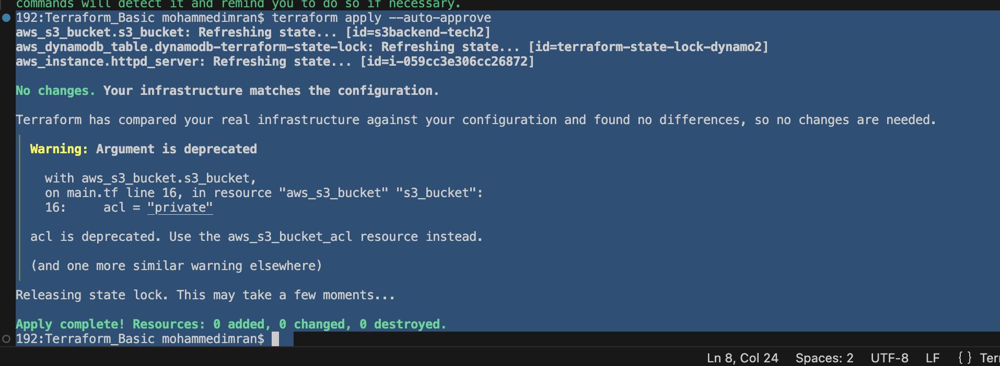 commands will detect it and remind you to do so if necessary.
192:Terraform_Basic mohammedimran$ terraform apply --auto-approve
aws_s3_bucket.s3_bucket: Refreshing state... [id=s3backend-tech2]
aws_dynamodb_table.dynamodb-terraform-state-lock: Refreshing state... [id=terraform-state-lock-dynamo2]
aws_instance.httpd_server: Refreshing state... [id=i-059cc3e306cc26872]
No changes. Your infrastructure matches the configuration.
Terraform has compared your real infrastructure against your configuration and found no differences, so no changes are needed.
Warning: Argument is deprecated
with aws_s3_bucket.s3_bucket,
on main.tf line 16, in resource "aws_s3_bucket" "s3_bucket":
16:     acl = "private"
acl is deprecated. Use the aws_s3_bucket_acl resource instead.
(and one more similar warning elsewhere)
Releasing state lock. This may take a few moments...
Apply complete! Resources: 0 added, 0 changed, 0 destroyed.
192:Terraform_Basic mohammedimran$
Ln 8, Col 24 Spaces: 2 UTF-8 LF {} Ter